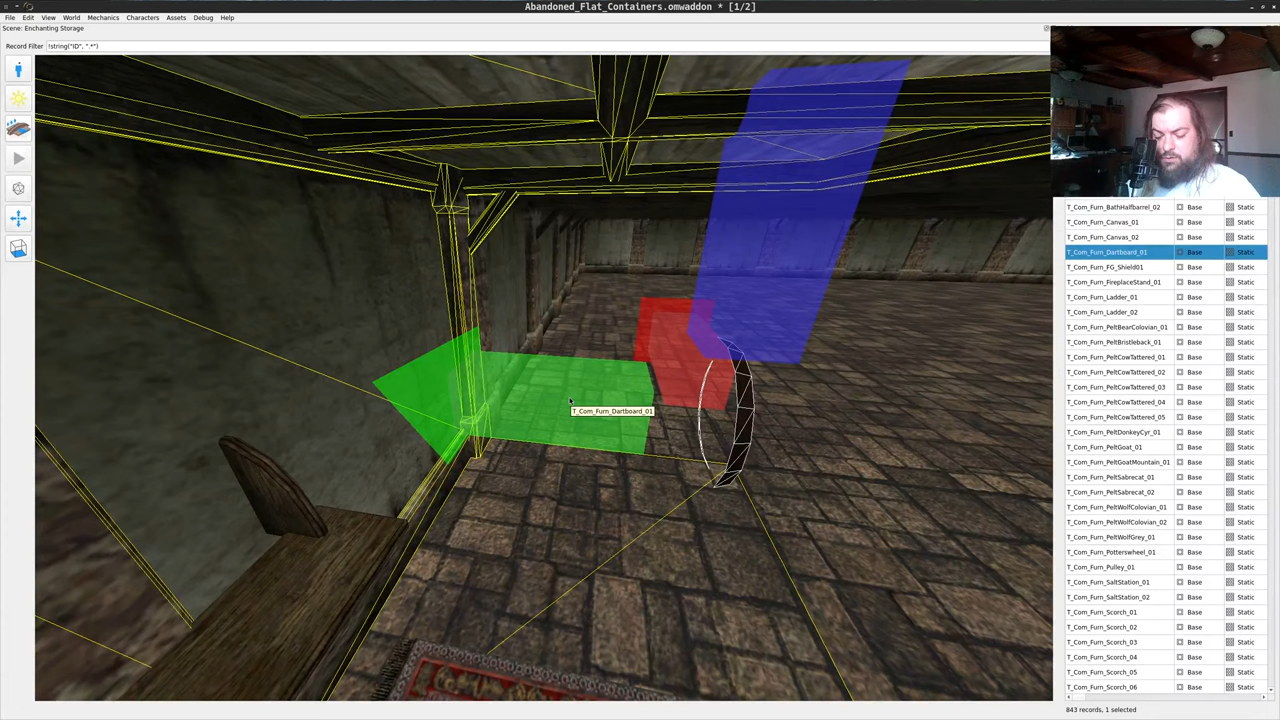 Abandoned_Flat_Containers.omwaddon * [1/2]
File Edit View World Mechanics Characters Assets Debug Help
Scene: Enchanting Storage
Record Filter !string("ID", ".*")
T_Com_Furn_BathHalfbarrel_02 Base Static
T_Com_Furn_Canvas_01 Base Static
T_Com_Furn_Canvas_02 Base Static
T_Com_Furn_Dartboard_01 Base Static
T_Com_Furn_FG_Shield01 Base Static
T_Com_Furn_FireplaceStand_01 Base Static
T_Com_Furn_Ladder_01 Base Static
T_Com_Furn_Ladder_02 Base Static
T_Com_Furn_PeltBearColovian_01 Base Static
T_Com_Furn_PeltBristleback_01 Base Static
T_Com_Furn_PeltCowTattered_01 Base Static
T_Com_Furn_PeltCowTattered_02 Base Static
T_Com_Furn_PeltCowTattered_03 Base Static
T_Com_Furn_PeltCowTattered_04 Base Static
T_Com_Furn_PeltCowTattered_05 Base Static
T_Com_Furn_PeltDonkeyCyr_01 Base Static
T_Com_Furn_PeltGoat_01 Base Static
T_Com_Furn_PeltGoatMountain_01 Base Static
T_Com_Furn_PeltSabrecat_01 Base Static
T_Com_Furn_PeltSabrecat_02 Base Static
T_Com_Furn_PeltWolfColovian_01 Base Static
T_Com_Furn_PeltWolfColovian_02 Base Static
T_Com_Furn_PeltWolfGrey_01 Base Static
T_Com_Furn_Potterswheel_01 Base Static
T_Com_Furn_Pulley_01 Base Static
T_Com_Furn_SaltStation_01 Base Static
T_Com_Furn_SaltStation_02 Base Static
T_Com_Furn_Scorch_01 Base Static
T_Com_Furn_Scorch_02 Base Static
T_Com_Furn_Scorch_03 Base Static
T_Com_Furn_Scorch_04 Base Static
T_Com_Furn_Scorch_05 Base Static
T_Com_Furn_Scorch_06 Base Static
T_Com_Furn_Dartboard_01
843 records, 1 selected